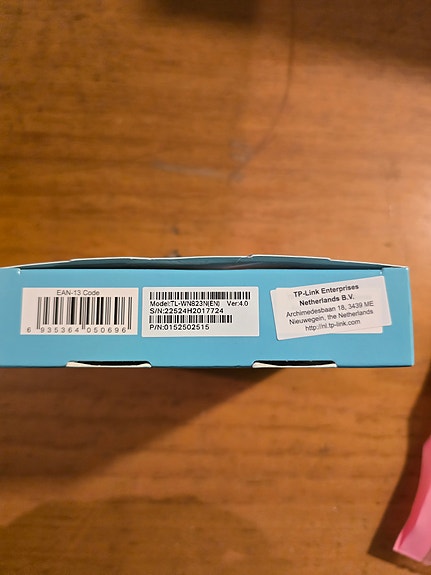 EAN-13 Code
6 935364 050696
Model:TL-WN823N(EN) Ver:4.0
S/N:22524H2017724
P/N:0152502515
TP-Link Enterprises
Netherlands B.V.
Archimedesbaan 18, 3439 ME
Nieuwegein, the Netherlands
http://nl.tp-link.com